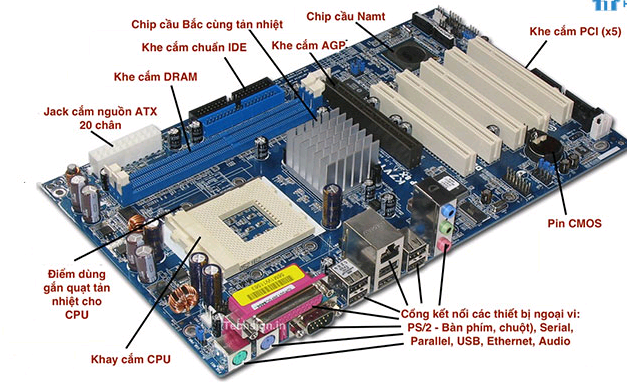 Chip cầu Bắc cùng tản nhiệt
Chip cầu Namt
Khe cắm chuẩn IDE
Khe cắm AGP
Khe cắm PCI (x5)
Khe cắm DRAM
Jack cắm nguồn ATX
20 chân
Pin CMOS
Điểm dùng
gắn quạt tản
nhiệt cho
CPU
Khay cắm CPU
Cổng kết nối các thiết bị ngoại vi:
PS/2 - Bàn phím, chuột), Serial,
Parallel, USB, Ethernet, Audio